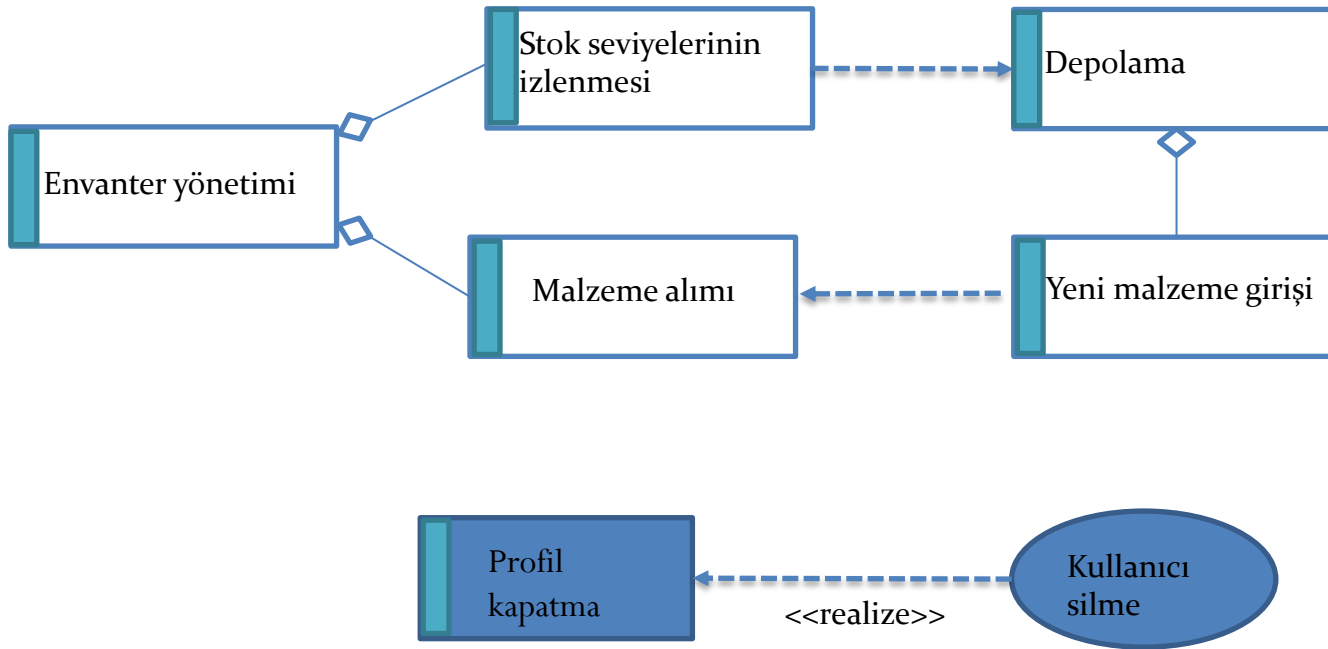 Stok seviyelerinin
izlenmesi
Depolama
Envanter yönetimi
Malzeme alımı
Yeni malzeme girişi
Profil
kapatma
<<realize>>
Kullanıcı
silme